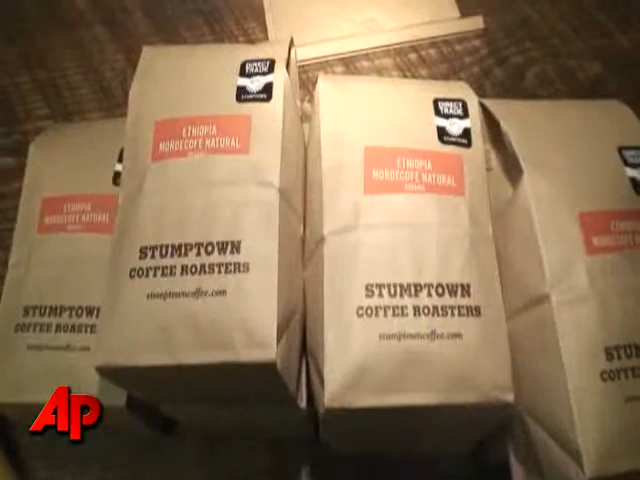 ETHIOPIA
MORDECOFE NATURAL
STUMPTOWN
COFFEE ROASTERS
stumptowncoffee.com
DIRECT
TRADE
STUMPTOWN
ETHIOPIA
MORDECOFE NATURAL
STUMPTOWN
COFFEE ROASTERS
stumptowncoffee.com
DIRECT
TRADE
ETHIOPIA
MORDECOFE NATURAL
STUMPTOWN
COFFEE ROASTERS
stumptowncoffee.com
AP